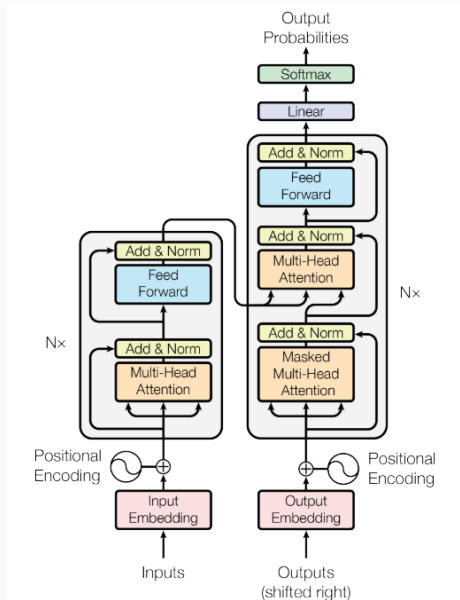 Output
Probabilities
Softmax
Linear
Add & Norm
Feed
Forward
Add & Norm
Multi-Head
Attention
Add & Norm
Masked
Multi-Head
Attention
N×
Positional
Encoding
Output
Embedding
Outputs
(shifted right)
Add & Norm
Feed
Forward
Add & Norm
Multi-Head
Attention
N×
Positional
Encoding
Input
Embedding
Inputs